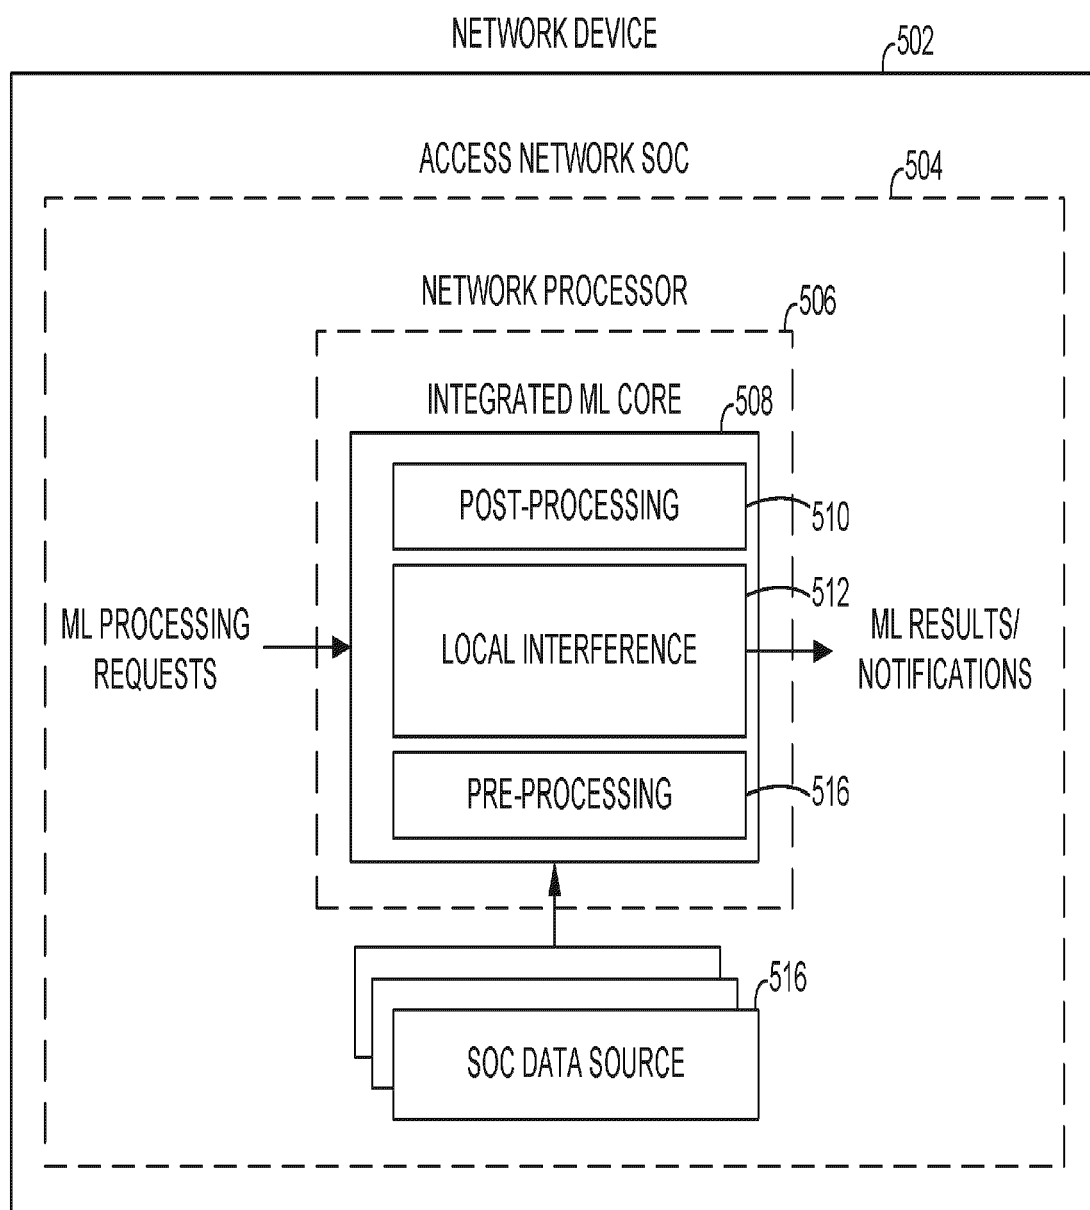 NETWORK DEVICE
502
ACCESS NETWORK SOC
504
NETWORK PROCESSOR
506
INTEGRATED ML CORE
508
POST-PROCESSING
510
ML PROCESSING
REQUESTS
LOCAL INTERFERENCE
512
ML RESULTS/
NOTIFICATIONS
PRE-PROCESSING
516
SOC DATA SOURCE
516